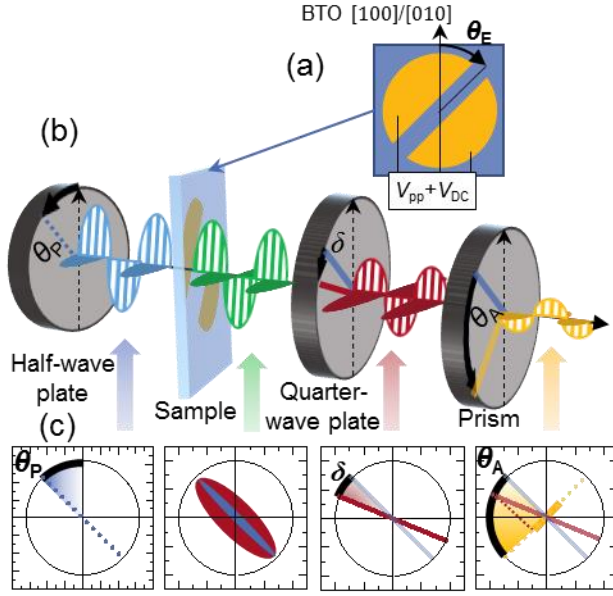 BTO [100]/[010]
θE
(a)
Vpp+VDC
(b)
θP
δ
θA
Half-wave
plate
Sample
Quarter-
wave plate
Prism
(c)
θP
δ
θA